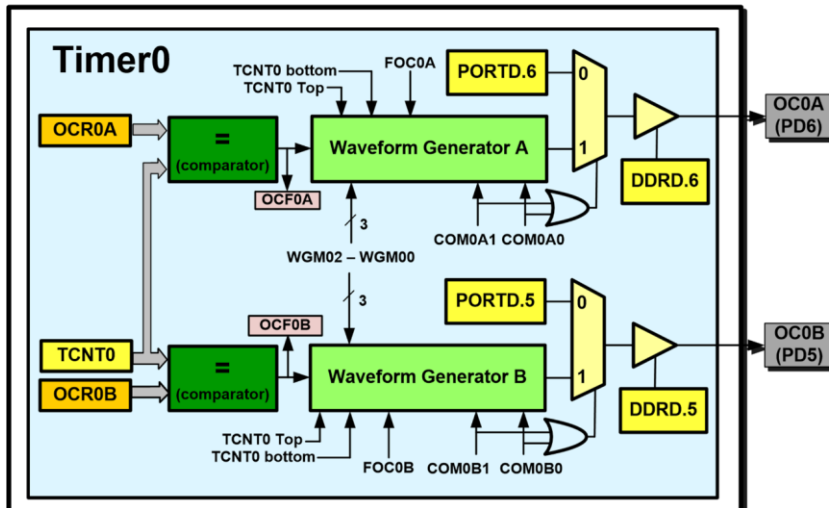 Timer0
TCNT0 bottom
TCNT0 Top
FOC0A
PORTD.6
0
1
OCR0A
=
(comparator)
OCF0A
Waveform Generator A
DDRD.6
OC0A
(PD6)
3
COM0A1 COM0A0
WGM02 – WGM00
3
OCF0B
PORTD.5
0
1
TCNT0
OCR0B
=
(comparator)
Waveform Generator B
DDRD.5
OC0B
(PD5)
TCNT0 Top
TCNT0 bottom
FOC0B
COM0B1 COM0B0